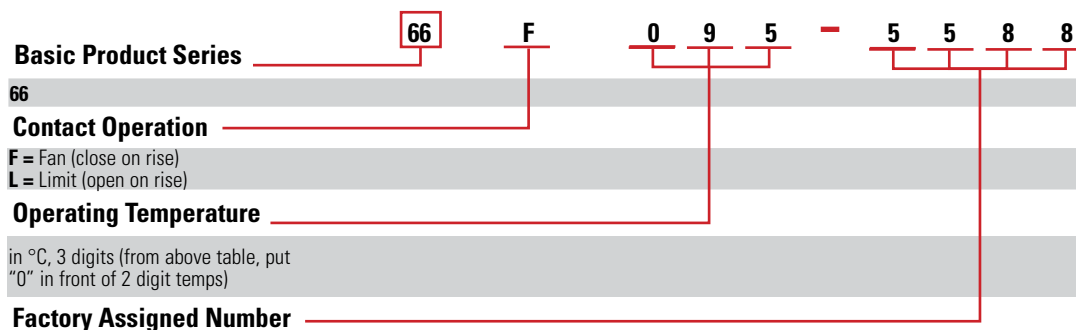 66 F 0 9 5 – 5 5 8 8
Basic Product Series
66
Contact Operation
F = Fan (close on rise)
L = Limit (open on rise)
Operating Temperature
in °C, 3 digits (from above table, put
"0" in front of 2 digit temps)
Factory Assigned Number